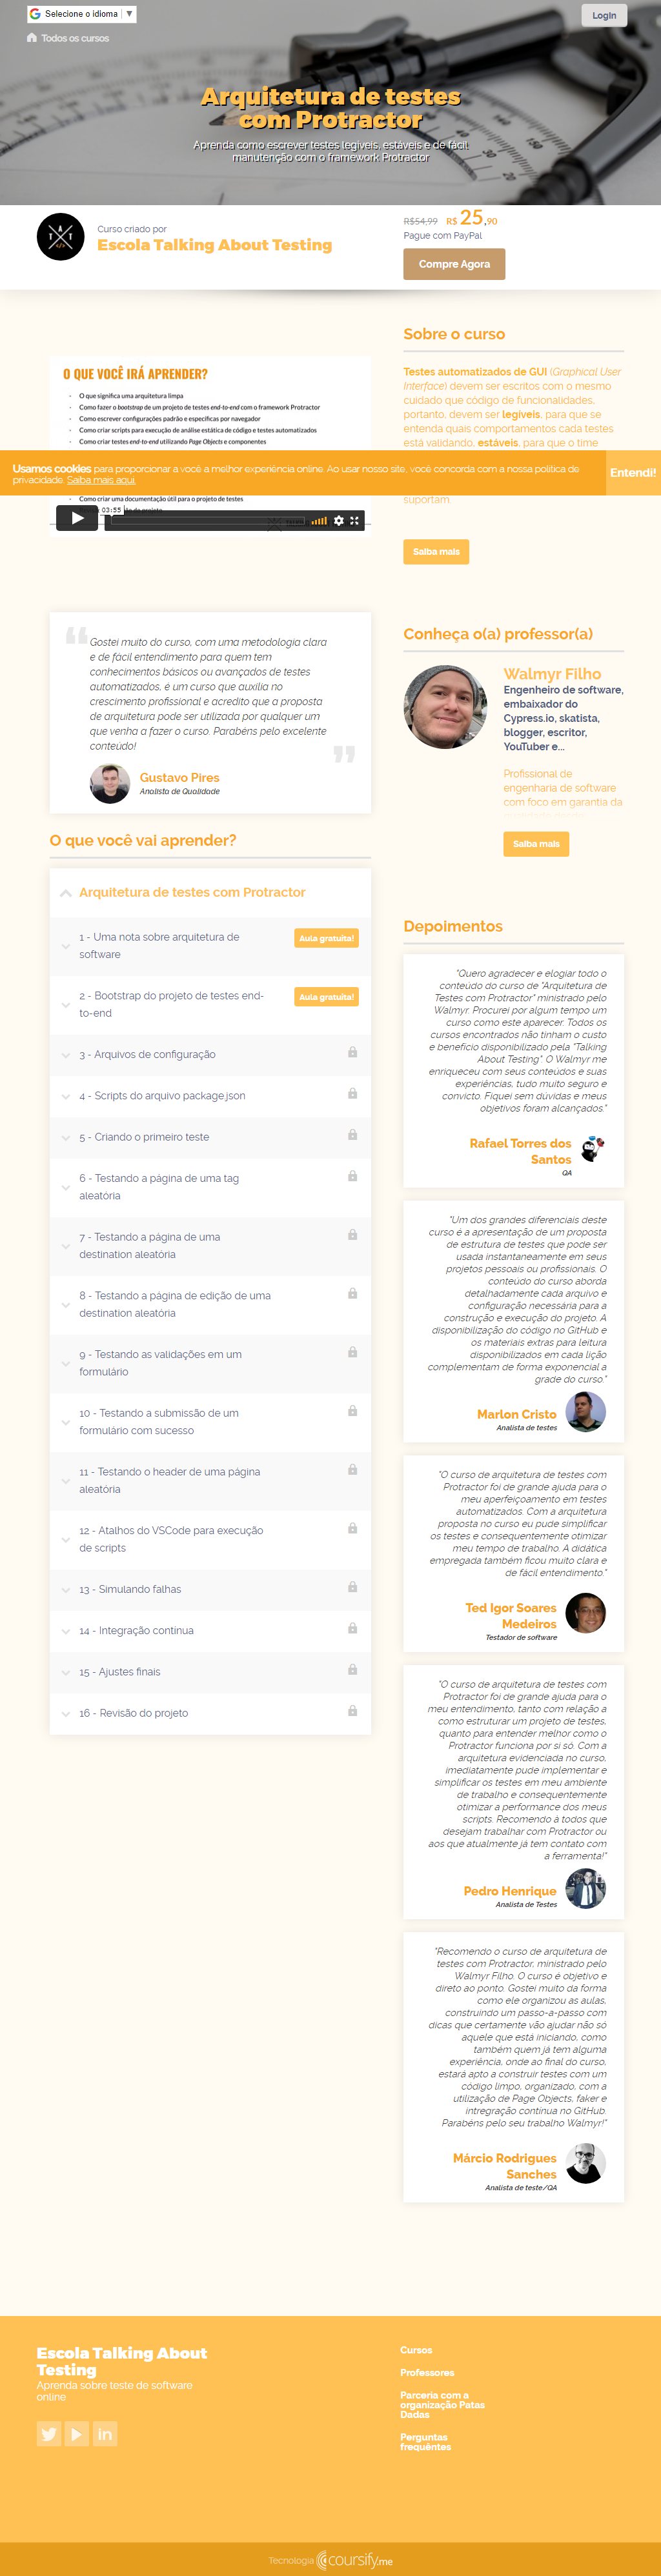 Selecione o idioma ▼
Login
Todos os cursos
Arquitetura de testes
com Protractor
Aprenda como escrever testes legíveis, estáveis e de fácil
manutenção com o framework Protractor
Curso criado por
Escola Talking About Testing
R$54,99 R$ 25,90
Pague com PayPal
Compre Agora
O QUE VOCÊ IRÁ APRENDER?
O que significa uma arquitetura limpa
Como fazer o bootstrap de um projeto de testes end-to-end com o framework Protractor
Como escrever configurações padrão e específicas por navegador
Como criar scripts para execução de análise estática de código e testes automatizados
Como criar testes end-to-end utilizando Page Objects e componentes
Como criar uma documentação útil para o projeto de testes
03:55
Sobre o curso
Testes automatizados de GUI (Graphical User
Interface) devem ser escritos com o mesmo
cuidado que código de funcionalidades,
portanto, devem ser legíveis, para que se
entenda quais comportamentos cada testes
está validando, estáveis, para que o time
suportam.
Usamos cookies para proporcionar a você a melhor experiência online. Ao usar nosso site, você concorda com a nossa política de
privacidade. Saiba mais aqui.
Entendi!
Saiba mais
Gostei muito do curso, com uma metodologia clara
e de fácil entendimento para quem tem
conhecimentos básicos ou avançados de testes
automatizados, é um curso que auxilia no
crescimento profissional e acredito que a proposta
de arquitetura pode ser utilizada por qualquer um
que venha a fazer o curso. Parabéns pelo excelente
conteúdo!
Gustavo Pires
Analista de Qualidade
Conheça o(a) professor(a)
Walmyr Filho
Engenheiro de software,
embaixador do
Cypress.io, skatista,
blogger, escritor,
YouTuber e...
Profissional de
engenharia de software
com foco em garantia da
Saiba mais
O que você vai aprender?
Arquitetura de testes com Protractor
1 - Uma nota sobre arquitetura de
software
Aula gratuita!
2 - Bootstrap do projeto de testes end-
to-end
Aula gratuita!
3 - Arquivos de configuração
4 - Scripts do arquivo package.json
5 - Criando o primeiro teste
6 - Testando a página de uma tag
aleatória
7 - Testando a página de uma
destination aleatória
8 - Testando a página de edição de uma
destination aleatória
9 - Testando as validações em um
formulário
10 - Testando a submissão de um
formulário com sucesso
11 - Testando o header de uma página
aleatória
12 - Atalhos do VSCode para execução
de scripts
13 - Simulando falhas
14 - Integração contínua
15 - Ajustes finais
16 - Revisão do projeto
Depoimentos
"Quero agradecer e elogiar todo o
conteúdo do curso de "Arquitetura de
Testes com Protractor" ministrado pelo
Walmyr. Procurei por algum tempo um
curso como este aparecer. Todos os
cursos encontrados não tinham o custo
e benefício disponibilizado pela "Talking
About Testing". O Walmyr me
enriqueceu com seus conteúdos e suas
experiências, tudo muito seguro e
convicto. Fiquei sem dúvidas e meus
objetivos foram alcançados."
Rafael Torres dos
Santos
QA
"Um dos grandes diferenciais deste
curso é a apresentação de um proposta
de estrutura de testes que pode ser
usada instantaneamente em seus
projetos pessoais ou profissionais. O
conteúdo do curso aborda
detalhadamente cada arquivo e
configuração necessária para a
construção e execução do projeto. A
disponibilização do código no GitHub e
os materiais extras para leitura
disponibilizados em cada lição
complementam de forma exponencial a
grade do curso."
Marlon Cristo
Analista de testes
"O curso de arquitetura de testes com
Protractor foi de grande ajuda para o
meu aperfeiçoamento em testes
automatizados. Com a arquitetura
proposta no curso eu pude simplificar
os testes e consequentemente otimizar
meu tempo de trabalho. A didática
empregada também ficou muito clara e
de fácil entendimento."
Ted Igor Soares
Medeiros
Testador de software
"O curso de arquitetura de testes com
Protractor foi de grande ajuda para o
meu entendimento, tanto com relação a
como estruturar um projeto de testes,
quanto para entender melhor como o
Protractor funciona por si só. Com a
arquitetura evidenciada no curso,
imediatamente pude implementar e
simplificar os testes em meu ambiente
de trabalho e consequentemente
otimizar a performance dos meus
scripts. Recomendo à todos que
desejam trabalhar com Protractor ou
aos que atualmente já tem contato com
a ferramenta!"
Pedro Henrique
Analista de Testes
"Recomendo o curso de arquitetura de
testes com Protractor, ministrado pelo
Walmyr Filho. O curso é objetivo e
direto ao ponto. Gostei muito da forma
como ele organizou as aulas,
construindo um passo-a-passo com
dicas que certamente vão ajudar não só
aquele que está iniciando, como
também quem já tem alguma
experiência, onde ao final do curso,
estará apto a construir testes com um
código limpo, organizado, com a
utilização de Page Objects, faker e
intregração contínua no GitHub.
Parabéns pelo seu trabalho Walmyr!"
Márcio Rodrigues
Sanches
Analista de teste/QA
Escola Talking About
Testing
Aprenda sobre teste de software
online
Cursos
Professores
Parceria com a
organização Patas
Dadas
Perguntas
frequêntes
Tecnologia coursify.me